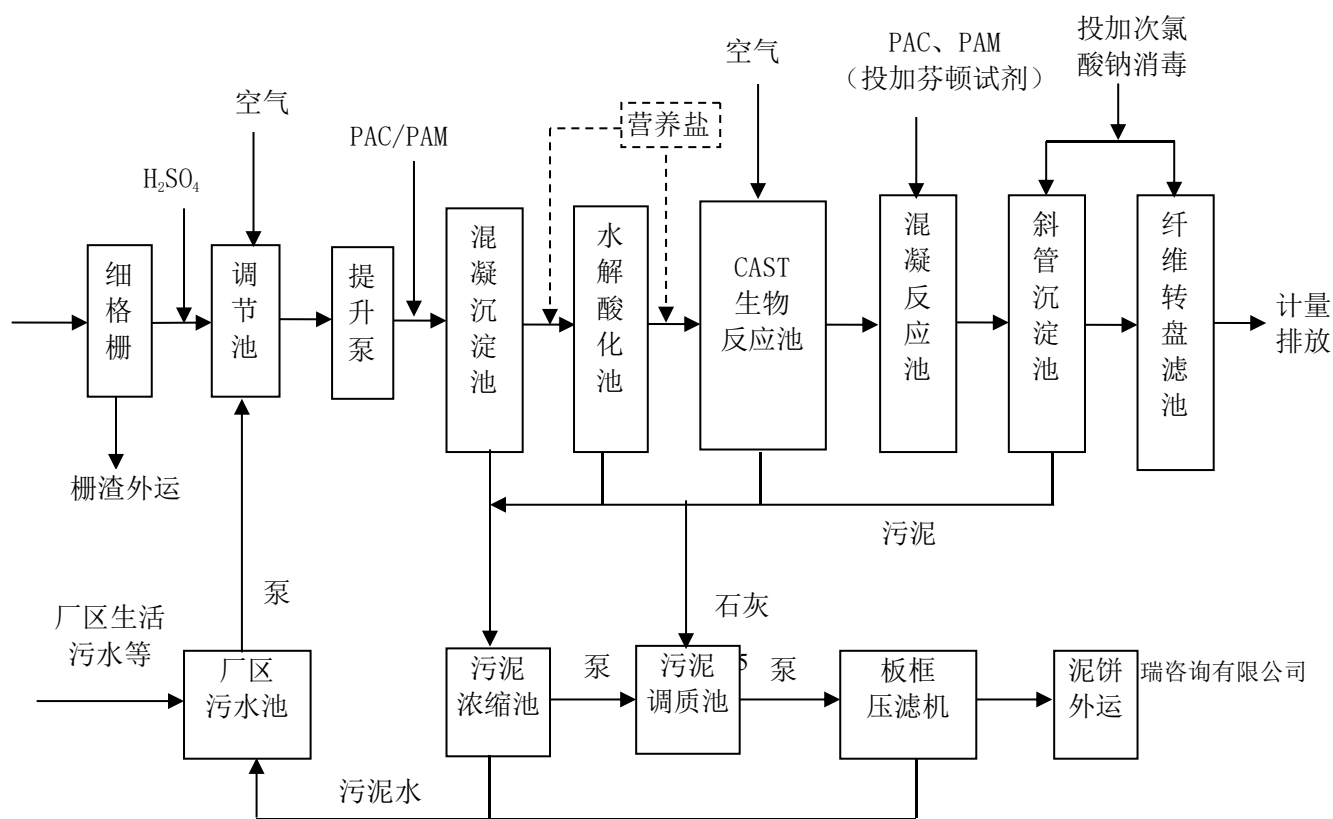 投加次氯
酸钠消毒
PAC、PAM
（投加芬顿试剂）
空气
空气
营养盐
PAC/PAM
H₂SO₄
细格栅
调节池
提升泵
混凝沉淀池
水解酸化池
CAST
生物
反应池
混凝反应池
斜管沉淀池
纤维转盘滤池
计量
排放
栅渣外运
污泥
泵
石灰
厂区生活
污水等
厂区
污水池
污泥
浓缩池
泵
污泥
调质池
5
泵
板框
压滤机
泥饼
外运
瑞咨询有限公司
污泥水